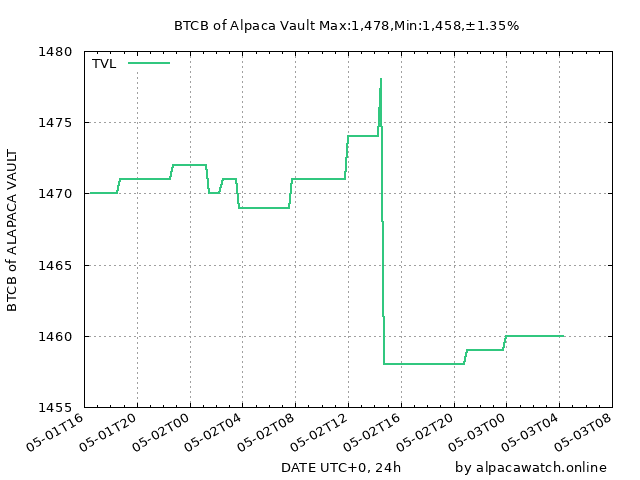 BTCB of Alpaca Vault Max:1,478,Min:1,458,±1.35%
TVL
1480
1475
1470
1465
1460
1455
BTCB of ALAPACA VAULT
05-01T16
05-01T20
05-02T00
05-02T04
05-02T08
05-02T12
05-02T16
05-02T20
05-03T00
05-03T04
05-03T08
DATE UTC+0, 24h
by alpacawatch.online